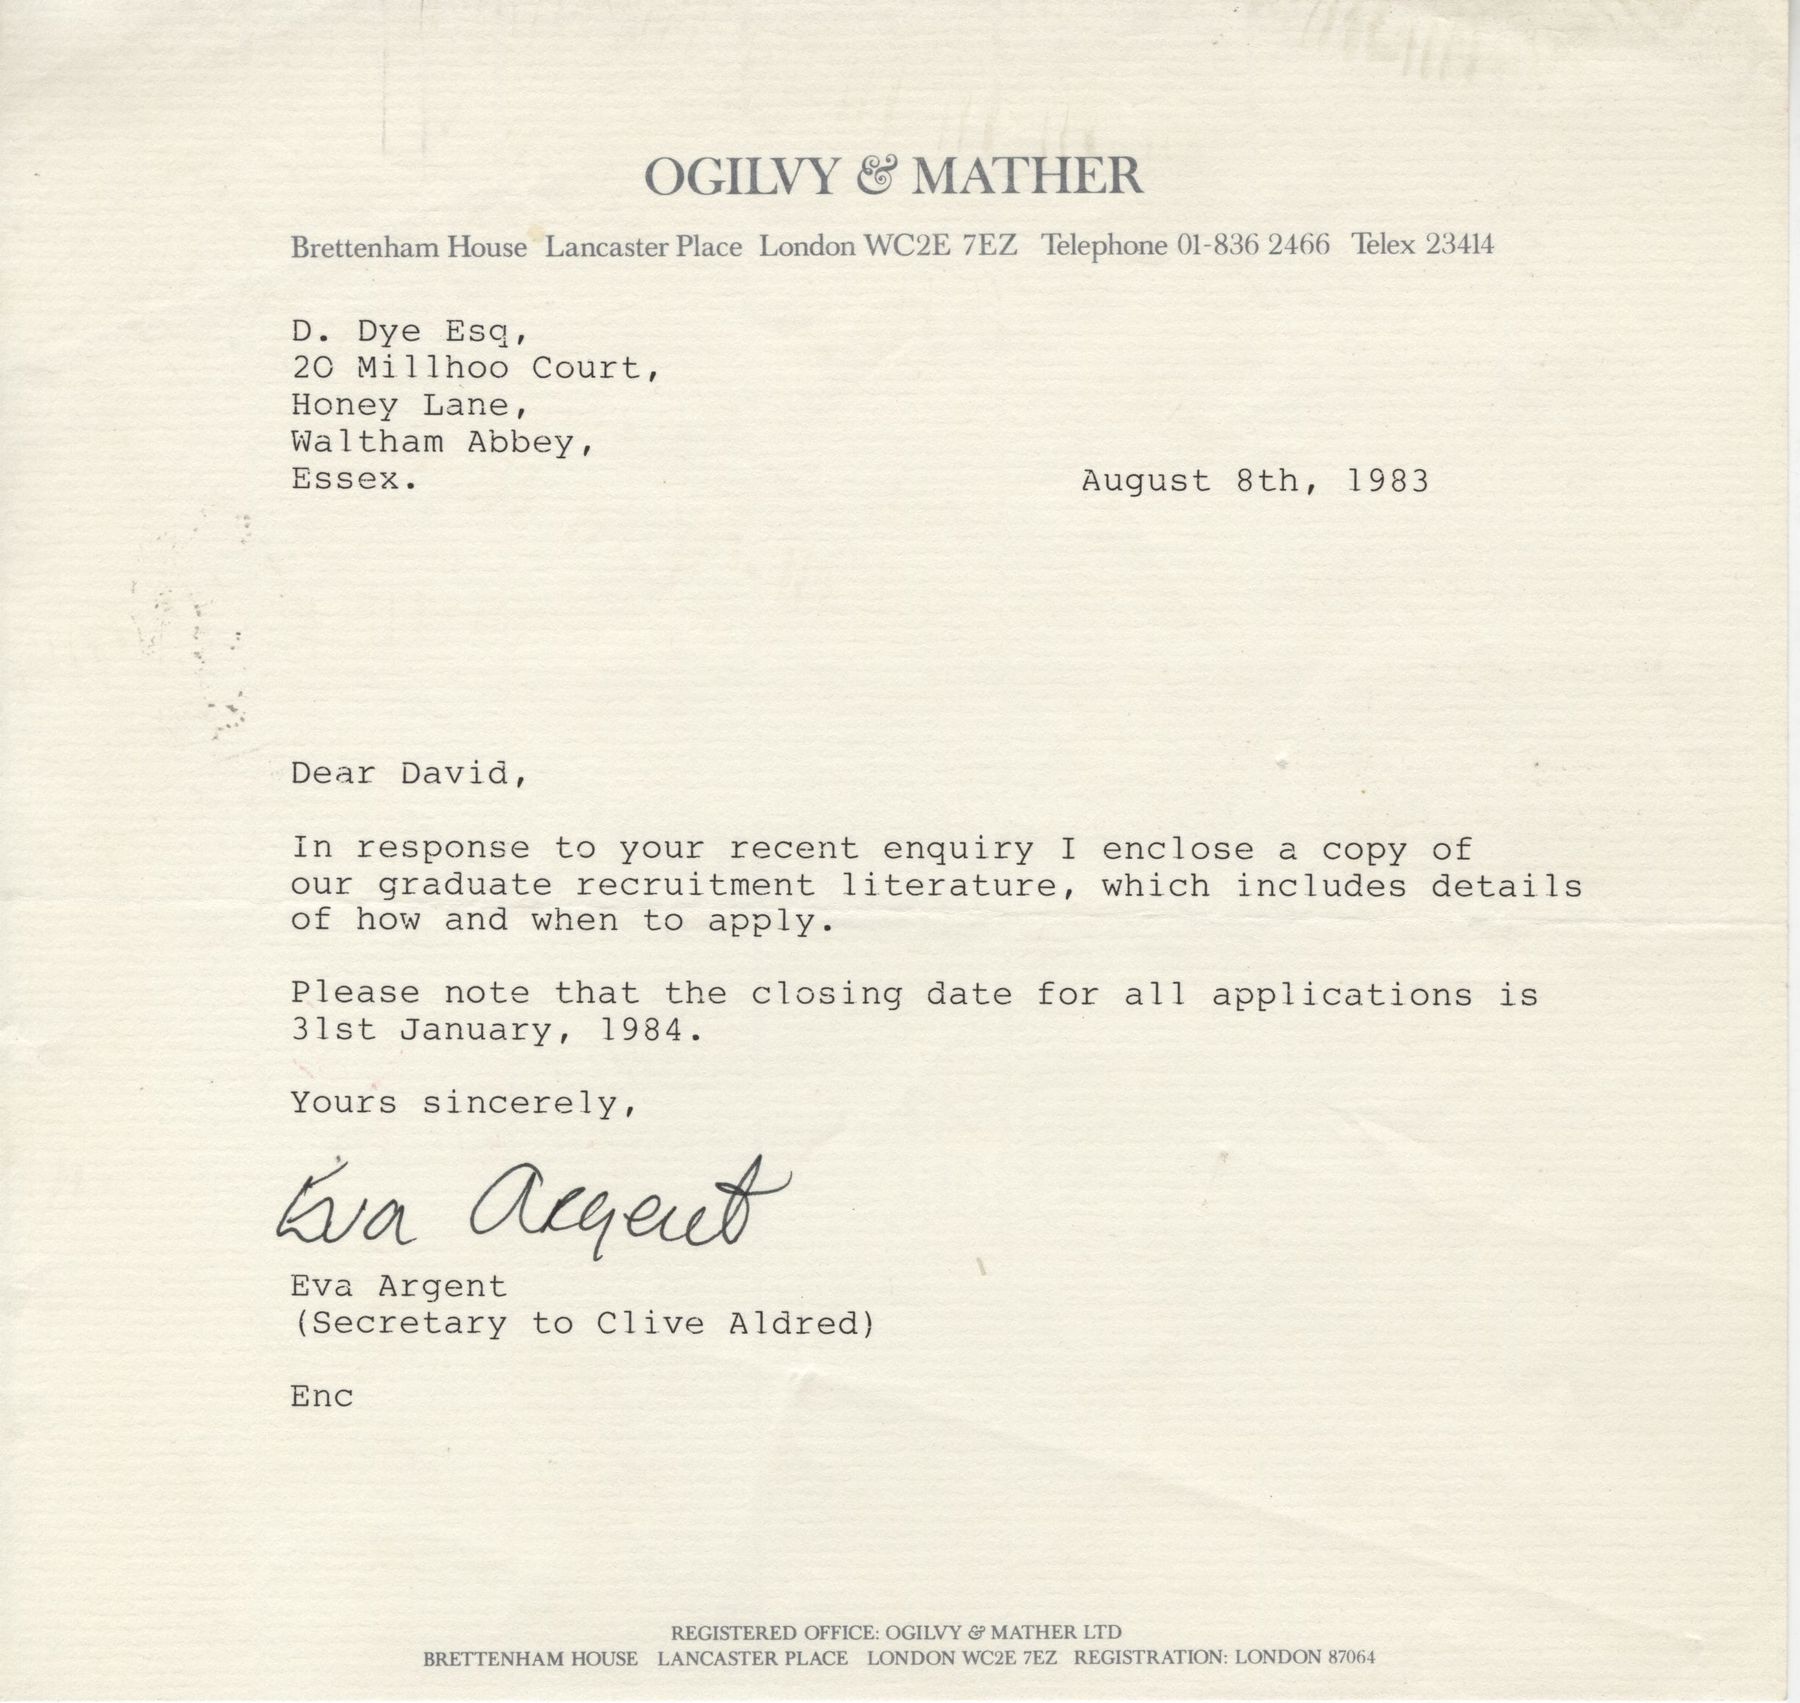 OGILVY & MATHER
Brettenham House Lancaster Place London WC2E 7EZ Telephone 01-836 2466 Telex 23414
D. Dye Esq,
20 Millhoo Court,
Honey Lane,
Waltham Abbey,
Essex.
August 8th, 1983
Dear David,
In response to your recent enquiry I enclose a copy of
our graduate recruitment literature, which includes details
of how and when to apply.
Please note that the closing date for all applications is
31st January, 1984.
Yours sincerely,
Eva Argent
Eva Argent
(Secretary to Clive Aldred)
Enc
REGISTERED OFFICE: OGILVY & MATHER LTD
BRETTENHAM HOUSE LANCASTER PLACE LONDON WC2E 7EZ REGISTRATION: LONDON 87064